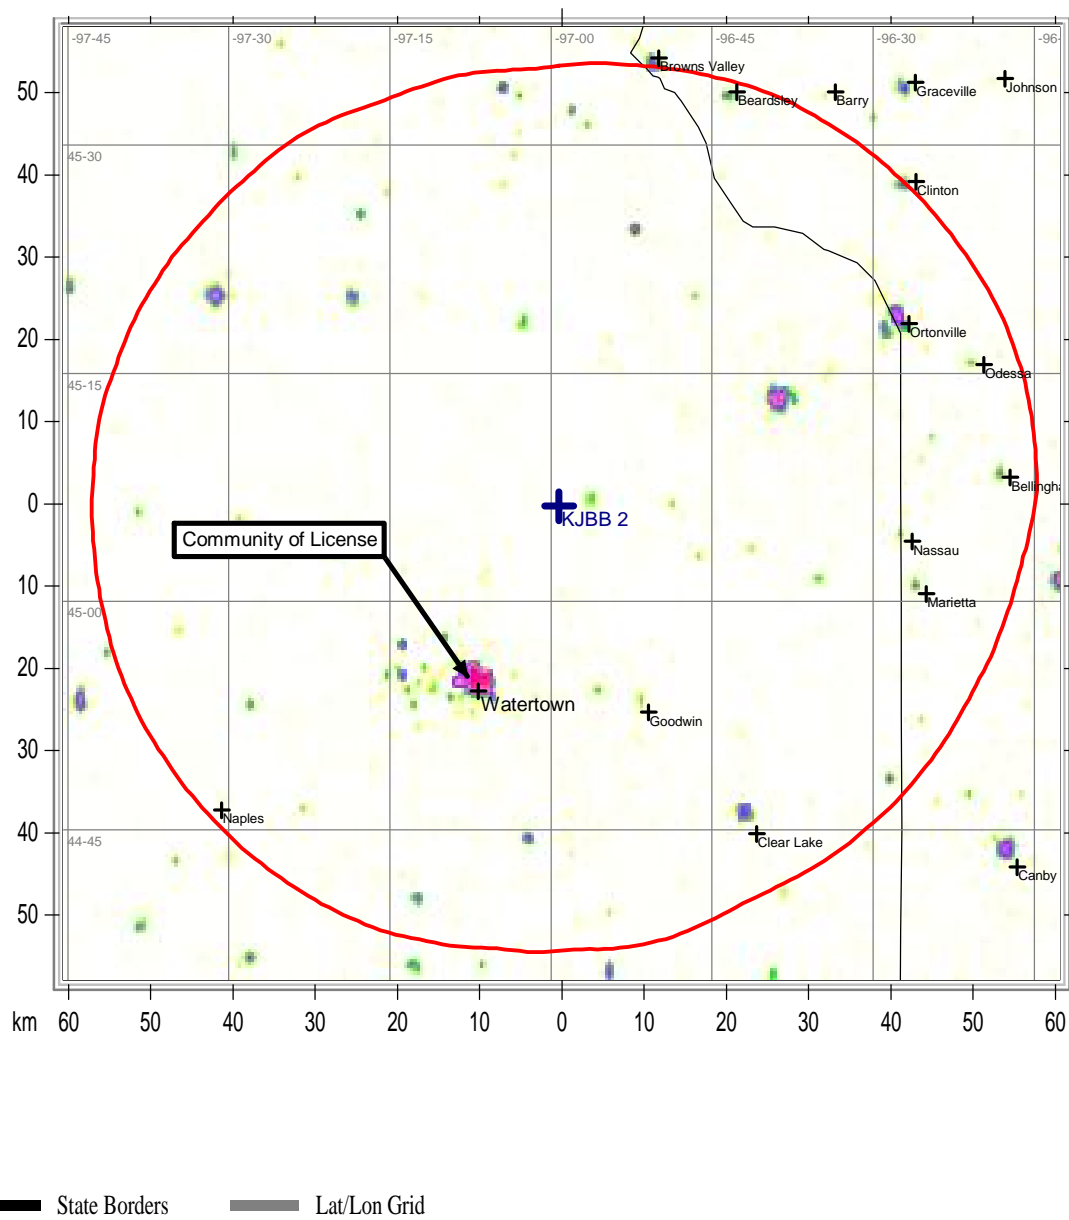 -97-45 -97-30 -97-15 -97-00 -96-45 -96-30 -96-
Browns Valley
50 Beardsley Barry Graceville Johnson
45-30
40 Clinton
30
20 Ortonville
Odessa
45-15
10
0 Bellingha
KJBB 2
Community of License
Nassau
10
Marietta
45-00
20
Watertown
Goodwin
30
Naples
40 Clear Lake
44-45
Canby
50
km 60 50 40 30 20 10 0 10 20 30 40 50 60
State Borders Lat/Lon Grid